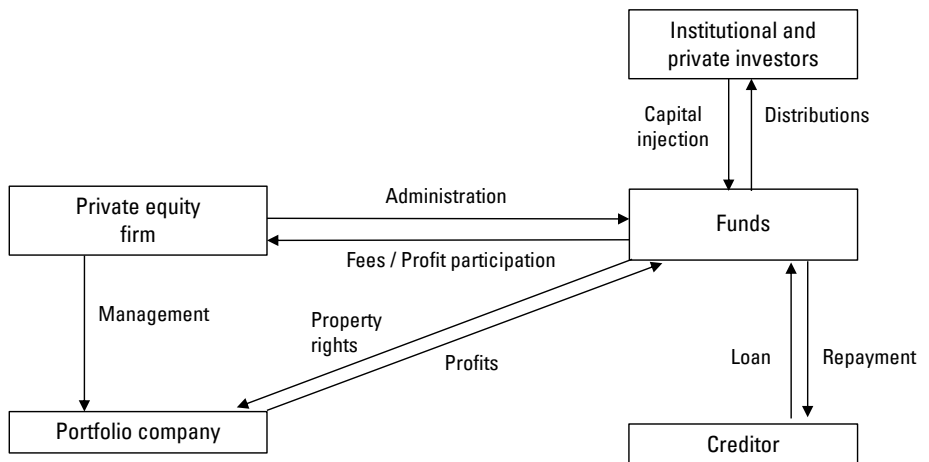 Institutional and
private investors
Capital
injection
Distributions
Private equity
firm
Administration
Funds
Fees / Profit participation
Management
Property
rights
Profits
Loan
Repayment
Portfolio company
Creditor